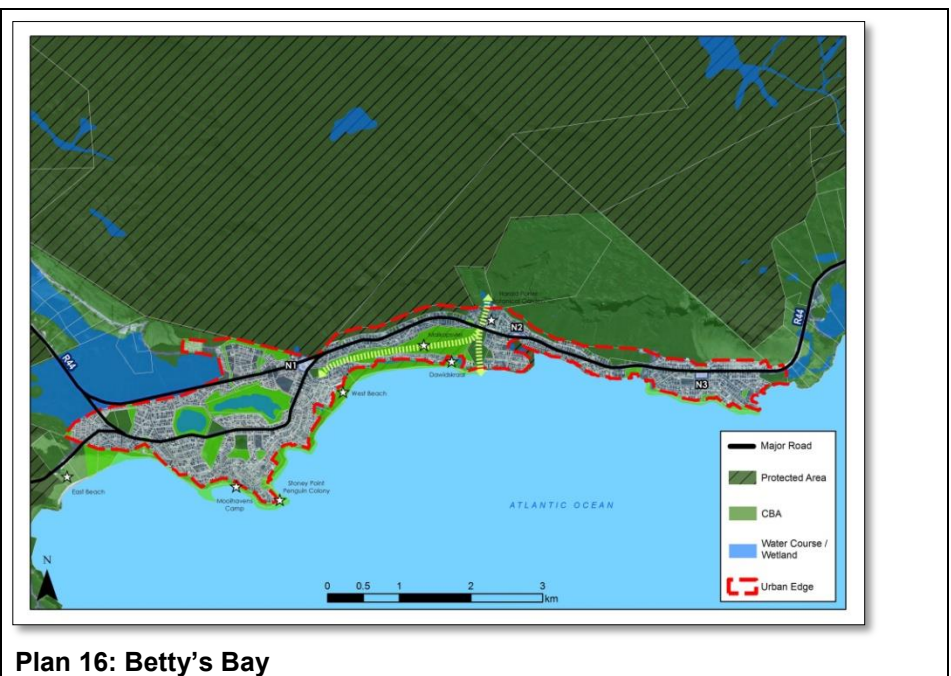 R44
N1
N2
N3
R44
Dawidskraal
West Beach
East Beach
Stoney Point
Penguin Colony
Camp
ATLANTIC OCEAN
Major Road
Protected Area
CBA
Water Course /
Wetland
Urban Edge
N
0 0.5 1 2 3
km
Plan 16: Betty's Bay